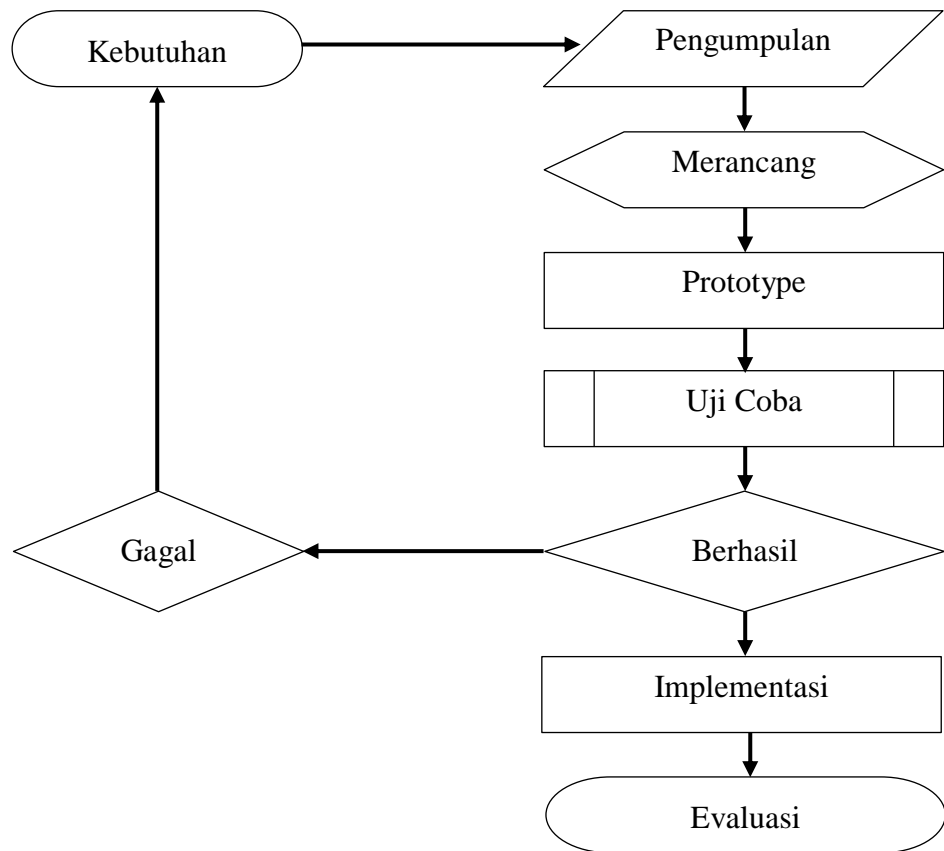 Kebutuhan
Pengumpulan
Merancang
Prototype
Uji Coba
Berhasil
Gagal
Implementasi
Evaluasi